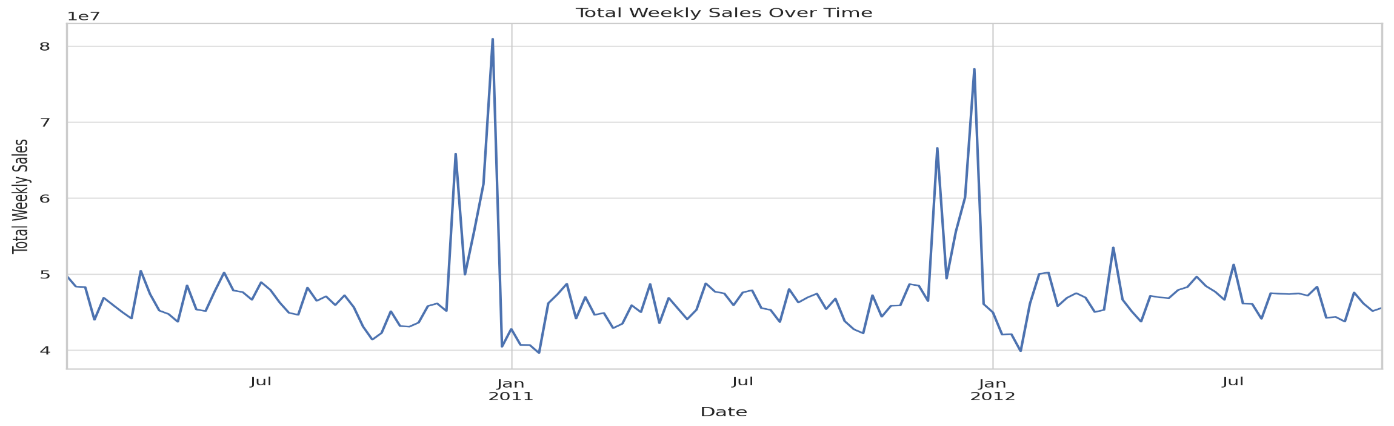 Total Weekly Sales Over Time
1e7
8
7
6
5
4
Total Weekly Sales
Jul
Jan
2011
Jul
Jan
2012
Jul
Date